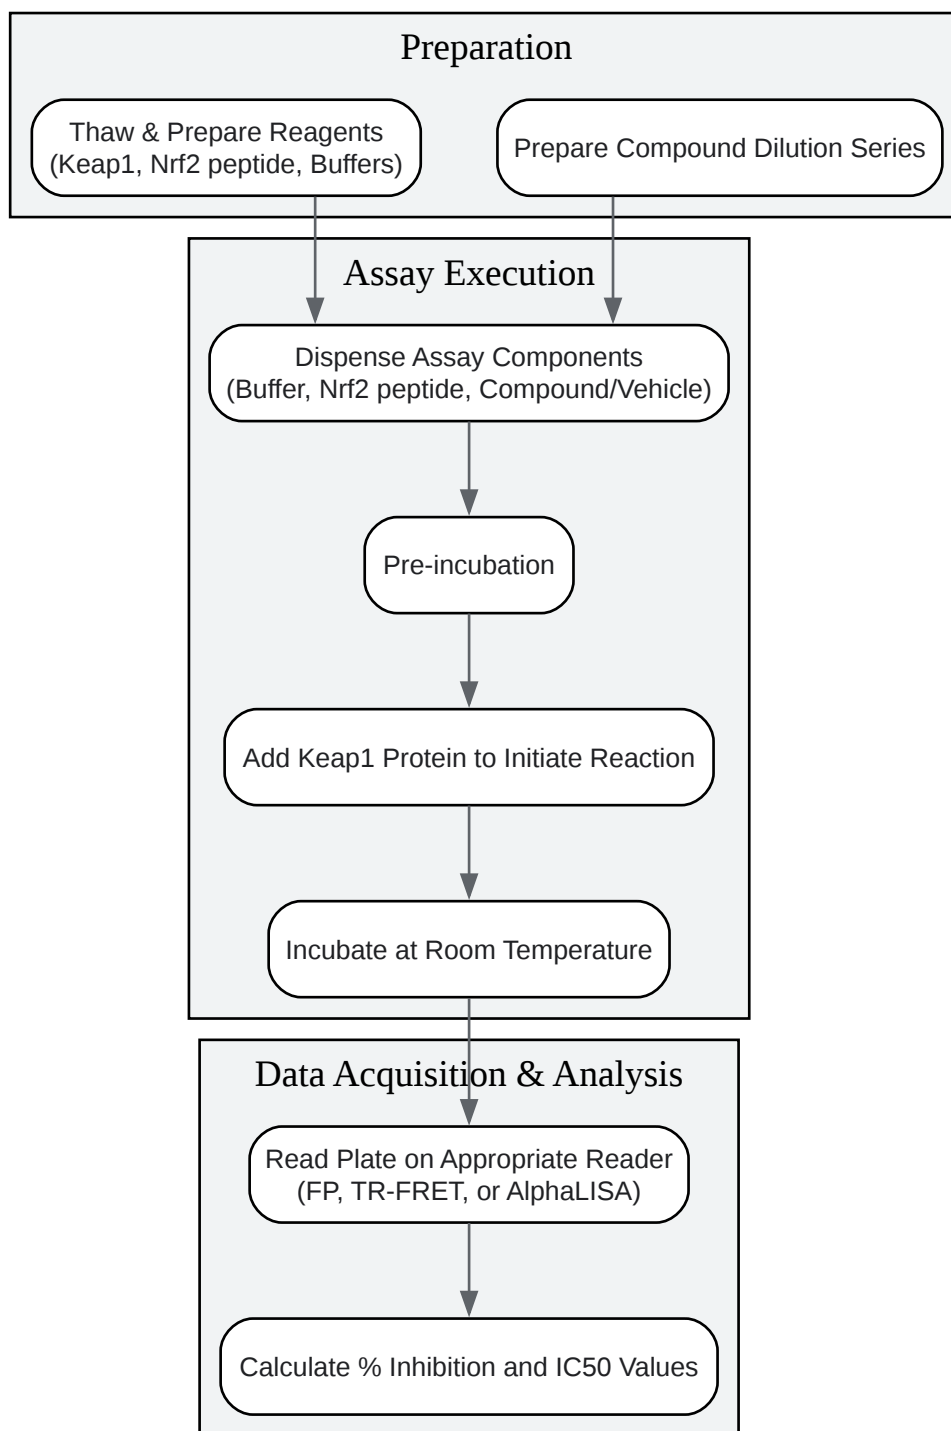 Preparation
Thaw & Prepare Reagents
(Keap1, Nrf2 peptide, Buffers)
Prepare Compound Dilution Series
Assay Execution
Dispense Assay Components
(Buffer, Nrf2 peptide, Compound/Vehicle)
Pre-incubation
Add Keap1 Protein to Initiate Reaction
Incubate at Room Temperature
Data Acquisition & Analysis
Read Plate on Appropriate Reader
(FP, TR-FRET, or AlphaLISA)
Calculate % Inhibition and IC50 Values